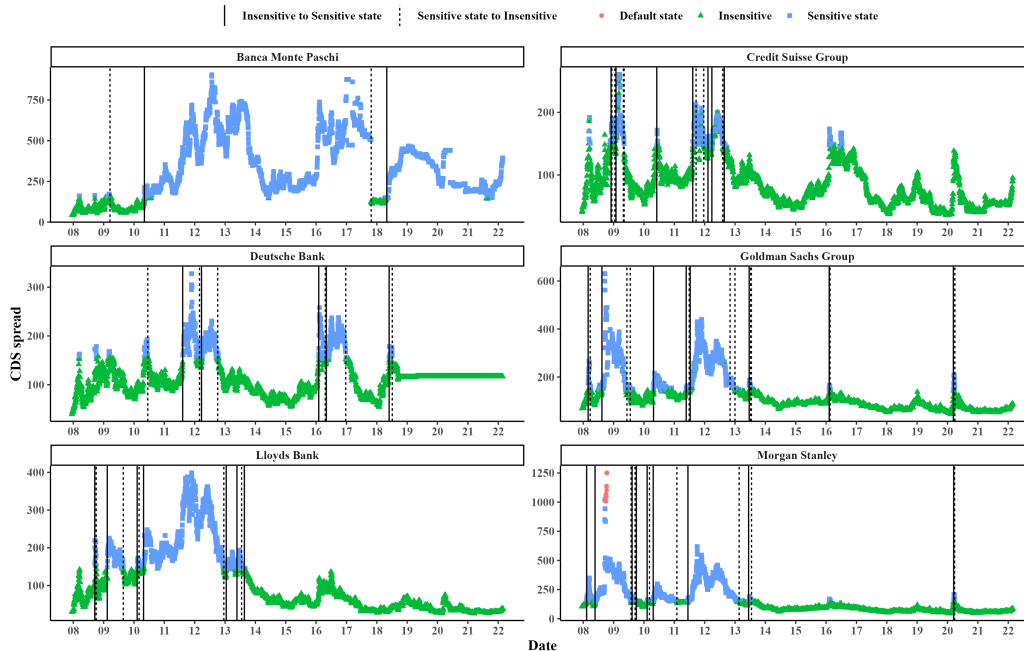 Insensitive to Sensitive state Sensitive state to Insensitive Default state Insensitive Sensitive state
Banca Monte Paschi Credit Suisse Group
750
500
250
0
200
100
08 09 10 11 12 13 14 15 16 17 18 19 20 21 22 08 09 10 11 12 13 14 15 16 17 18 19 20 21 22
Deutsche Bank Goldman Sachs Group
300
200
100
600
400
200
08 09 10 11 12 13 14 15 16 17 18 19 20 21 22 08 09 10 11 12 13 14 15 16 17 18 19 20 21 22
CDS spread
Lloyds Bank Morgan Stanley
400
300
200
100
1250
1000
750
500
250
0
08 09 10 11 12 13 14 15 16 17 18 19 20 21 22 08 09 10 11 12 13 14 15 16 17 18 19 20 21 22
Date